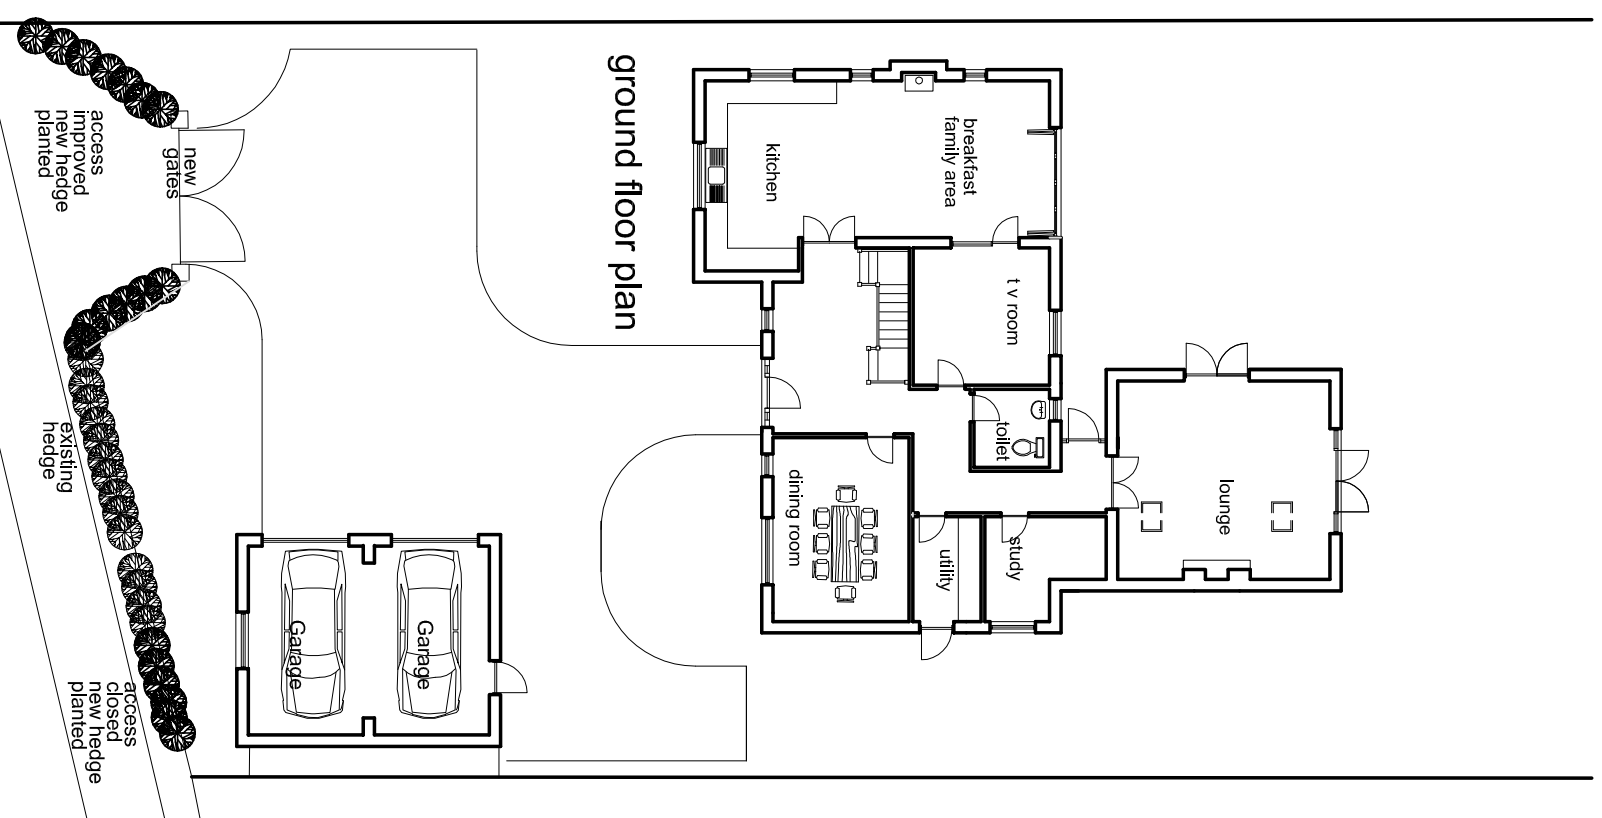 ground floor plan
access
improved
new hedge
planted
new
gates
existing
hedge
access
closed
new hedge
planted
Garage
Garage
kitchen
breakfast
family area
t v room
toilet
dining room
utility
study
lounge